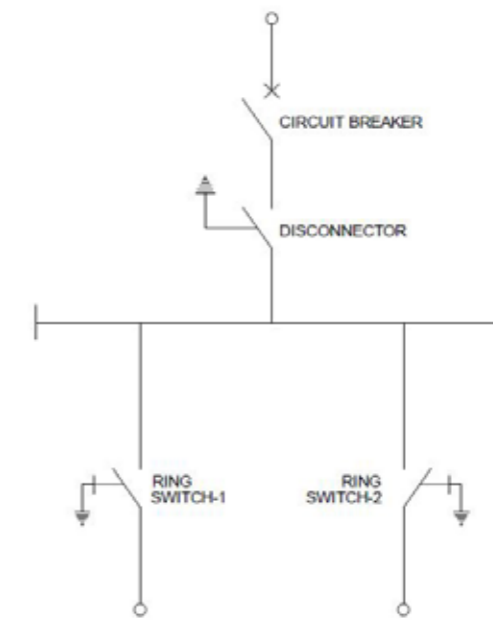 CIRCUIT BREAKER
DISCONNECTOR
RING
SWITCH-1
RING
SWITCH-2